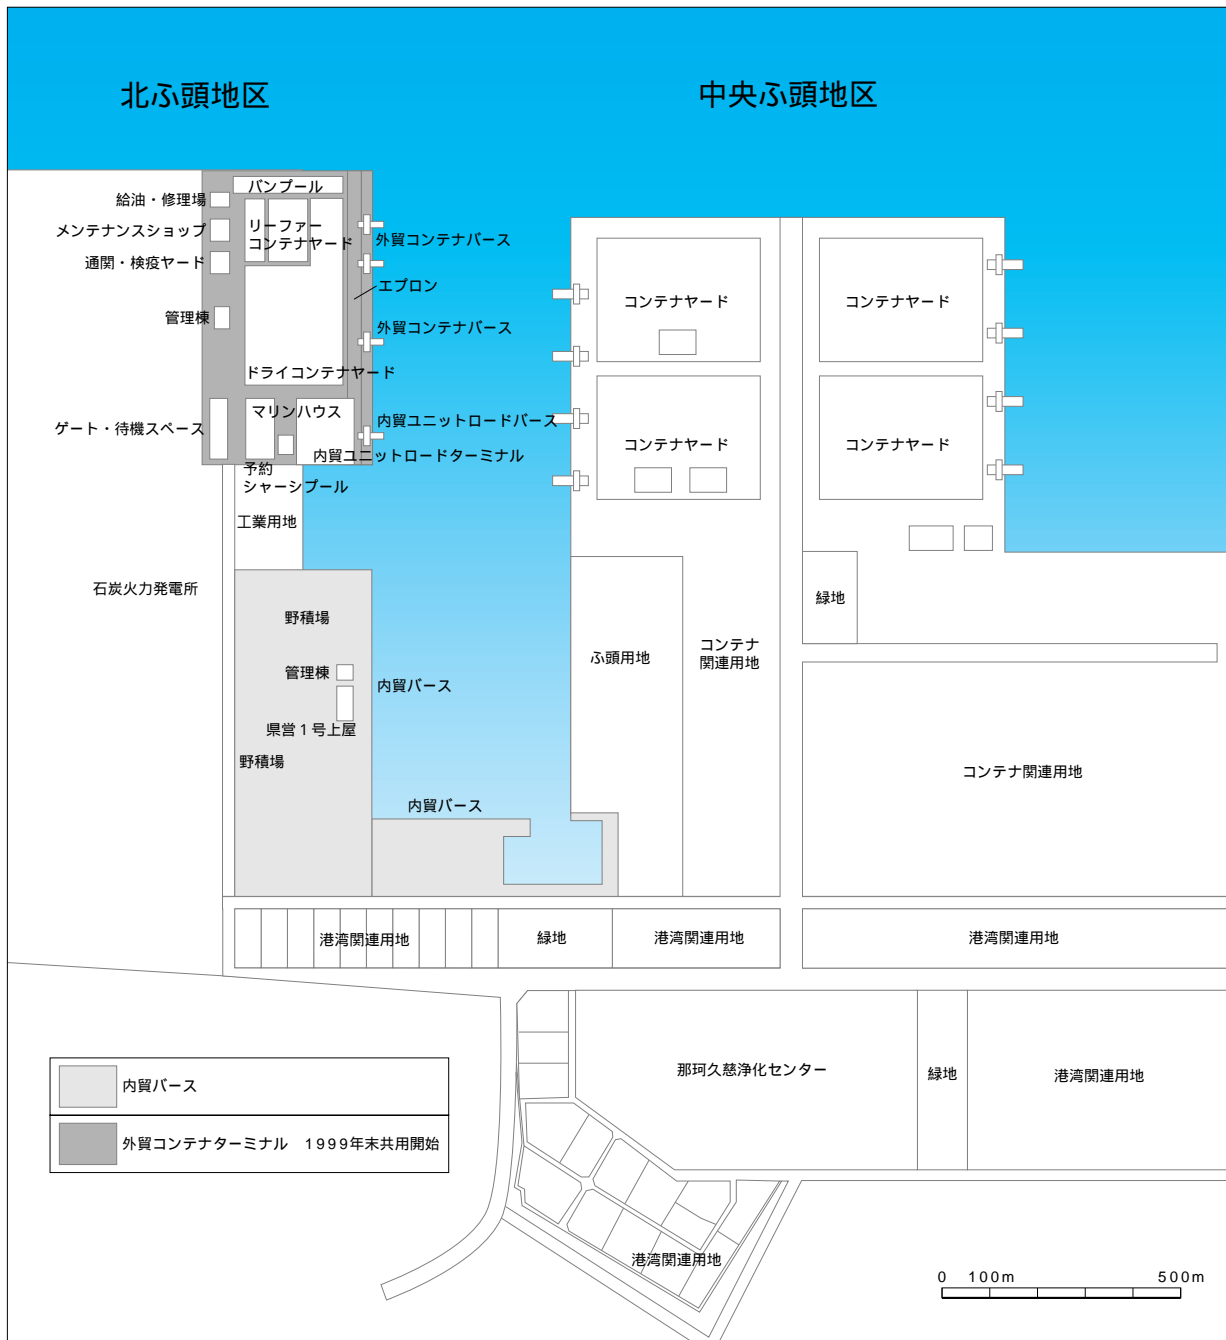 北ふ頭地区
中央ふ頭地区
バンプール
給油・修理場
リーファー
コンテナヤード
メンテナンスショップ
外貿コンテナバース
通関・検疫ヤード
エプロン
管理棟
外貿コンテナバース
ドライコンテナヤード
マリンハウス
ゲート・待機スペース
内貿ユニットロードバース
内貿ユニットロードターミナル
予約
シャーシプール
工業用地
石炭火力発電所
野積場
管理棟
内貿バース
県営1号上屋
野積場
内貿バース
コンテナヤード
コンテナヤード
コンテナヤード
コンテナヤード
緑地
ふ頭用地
コンテナ
関連用地
コンテナ関連用地
港湾関連用地
緑地
港湾関連用地
港湾関連用地
那珂久慈浄化センター
緑地
港湾関連用地
港湾関連用地
内貿バース
外貿コンテナターミナル 1999年末共用開始
0 100m 500m